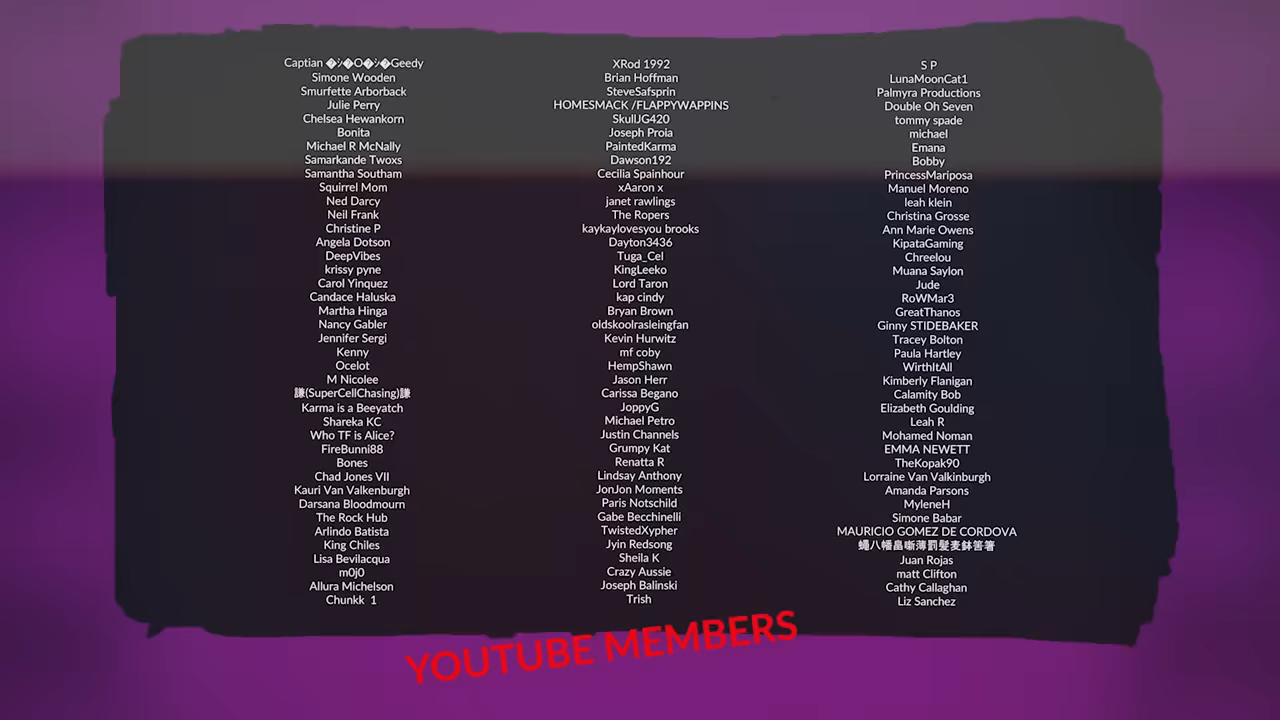 Captian �ｼ�O�ｼ�Geedy
Simone Wooden
Smurfette Arborback
Julie Perry
Chelsea Hewankorn
Bonita
Michael R McNally
Samarkande Twoxs
Samantha Southam
Squirrel Mom
Ned Darcy
Neil Frank
Christine P
Angela Dotson
DeepVibes
krissy pyne
Carol Yinquez
Candace Haluska
Martha Hinga
Nancy Gabler
Jennifer Sergi
Kenny
Ocelot
M Nicolee
謙(SuperCellChasing)謙
Karma is a Beeyatch
Shareka KC
Who TF is Alice?
FireBunni88
Bones
Chad Jones VII
Kauri Van Valkenburgh
Darsana Bloodmourn
The Rock Hub
Arlindo Batista
King Chiles
Lisa Bevilacqua
m0j0
Allura Michelson
Chunkk 1
XRod 1992
Brian Hoffman
SteveSafsprin
HOMESMACK /FLAPPYWAPPINS
SkullJG420
Joseph Proia
PaintedKarma
Dawson192
Cecilia Spainhour
xAaron x
janet rawlings
The Ropers
kaykaylovesyou brooks
Dayton3436
Tuga_Cel
KingLeeko
Lord Taron
kap cindy
Bryan Brown
oldskoolrasleingfan
Kevin Hurwitz
mf coby
HempShawn
Jason Herr
Carissa Begano
JoppyG
Michael Petro
Justin Channels
Grumpy Kat
Renatta R
Lindsay Anthony
JonJon Moments
Paris Notschild
Gabe Becchinelli
TwistedXypher
Jyin Redsong
Sheila K
Crazy Aussie
Joseph Balinski
Trish
S P
LunaMoonCat1
Palmyra Productions
Double Oh Seven
tommy spade
michael
Emana
Bobby
PrincessMariposa
Manuel Moreno
leah klein
Christina Grosse
Ann Marie Owens
KipataGaming
Chreelou
Muana Saylon
Jude
RoWMar3
GreatThanos
Ginny STIDEBAKER
Tracey Bolton
Paula Hartley
WirthItAll
Kimberly Flanigan
Calamity Bob
Elizabeth Goulding
Leah R
Mohamed Noman
EMMA NEWETT
TheKopak90
Lorraine Van Valkinburgh
Amanda Parsons
MyleneH
Simone Babar
MAURICIO GOMEZ DE CORDOVA
Juan Rojas
matt Clifton
Cathy Callaghan
Liz Sanchez
YOUTUBE MEMBERS